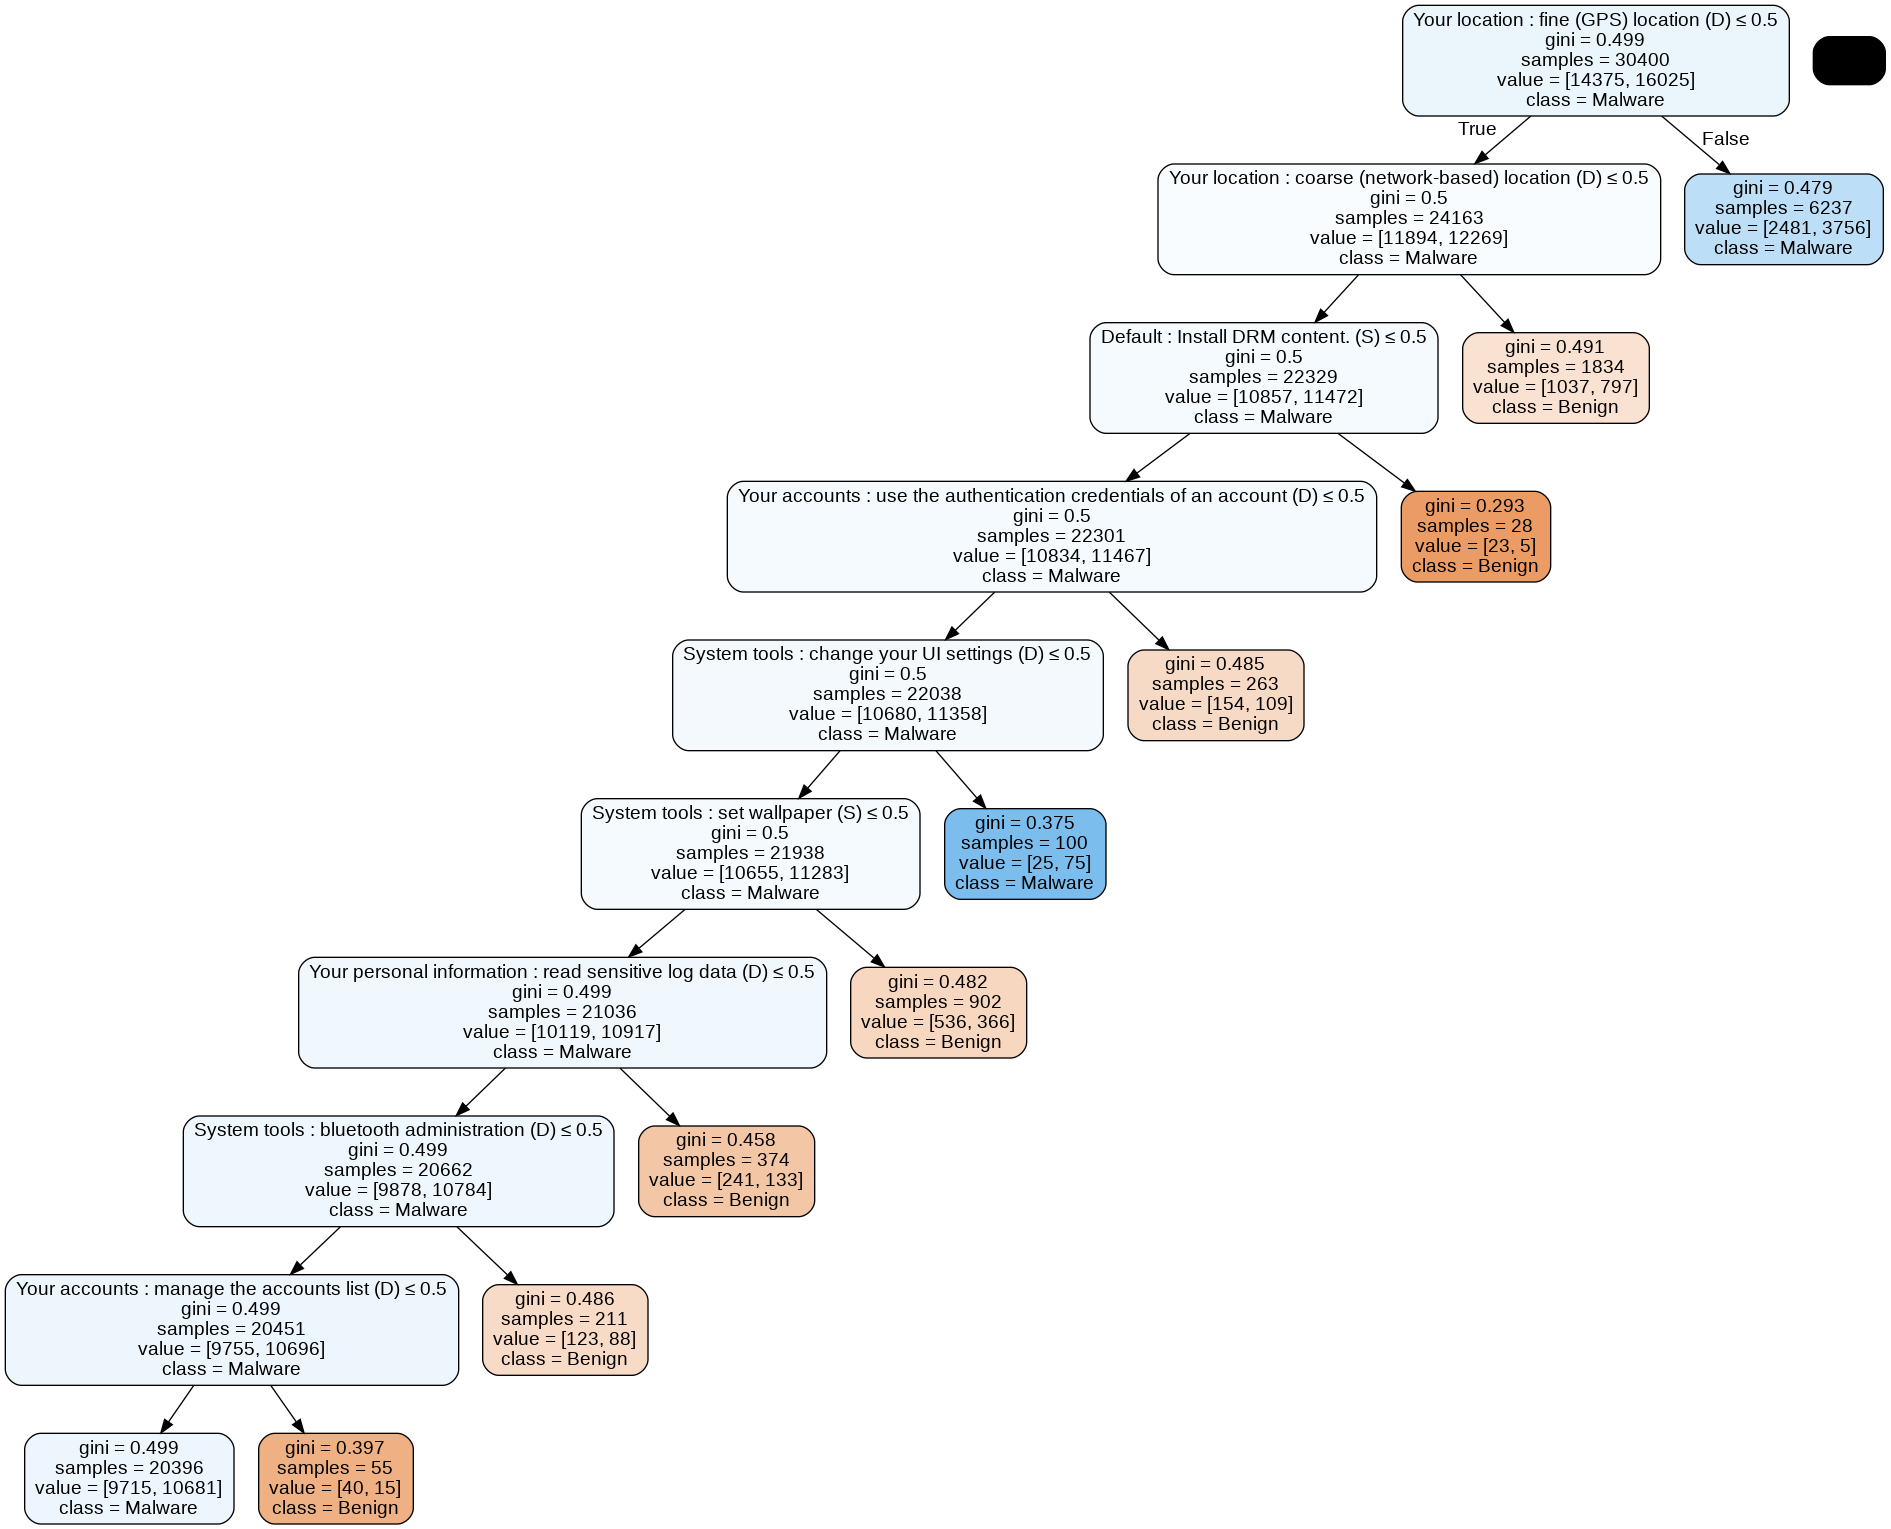 Your location : fine (GPS) location (D) ≤ 0.5
gini = 0.499
samples = 30400
value = [14375, 16025]
class = Malware
True
False
Your location : coarse (network-based) location (D) ≤ 0.5
gini = 0.5
samples = 24163
value = [11894, 12269]
class = Malware
gini = 0.479
samples = 6237
value = [2481, 3756]
class = Malware
Default : Install DRM content. (S) ≤ 0.5
gini = 0.5
samples = 22329
value = [10857, 11472]
class = Malware
gini = 0.491
samples = 1834
value = [1037, 797]
class = Benign
Your accounts : use the authentication credentials of an account (D) ≤ 0.5
gini = 0.5
samples = 22301
value = [10834, 11467]
class = Malware
gini = 0.293
samples = 28
value = [23, 5]
class = Benign
System tools : change your UI settings (D) ≤ 0.5
gini = 0.5
samples = 22038
value = [10680, 11358]
class = Malware
gini = 0.485
samples = 263
value = [154, 109]
class = Benign
System tools : set wallpaper (S) ≤ 0.5
gini = 0.5
samples = 21938
value = [10655, 11283]
class = Malware
gini = 0.375
samples = 100
value = [25, 75]
class = Malware
Your personal information : read sensitive log data (D) ≤ 0.5
gini = 0.499
samples = 21036
value = [10119, 10917]
class = Malware
gini = 0.482
samples = 902
value = [536, 366]
class = Benign
System tools : bluetooth administration (D) ≤ 0.5
gini = 0.499
samples = 20662
value = [9878, 10784]
class = Malware
gini = 0.458
samples = 374
value = [241, 133]
class = Benign
Your accounts : manage the accounts list (D) ≤ 0.5
gini = 0.499
samples = 20451
value = [9755, 10696]
class = Malware
gini = 0.486
samples = 211
value = [123, 88]
class = Benign
gini = 0.499
samples = 20396
value = [9715, 10681]
class = Malware
gini = 0.397
samples = 55
value = [40, 15]
class = Benign